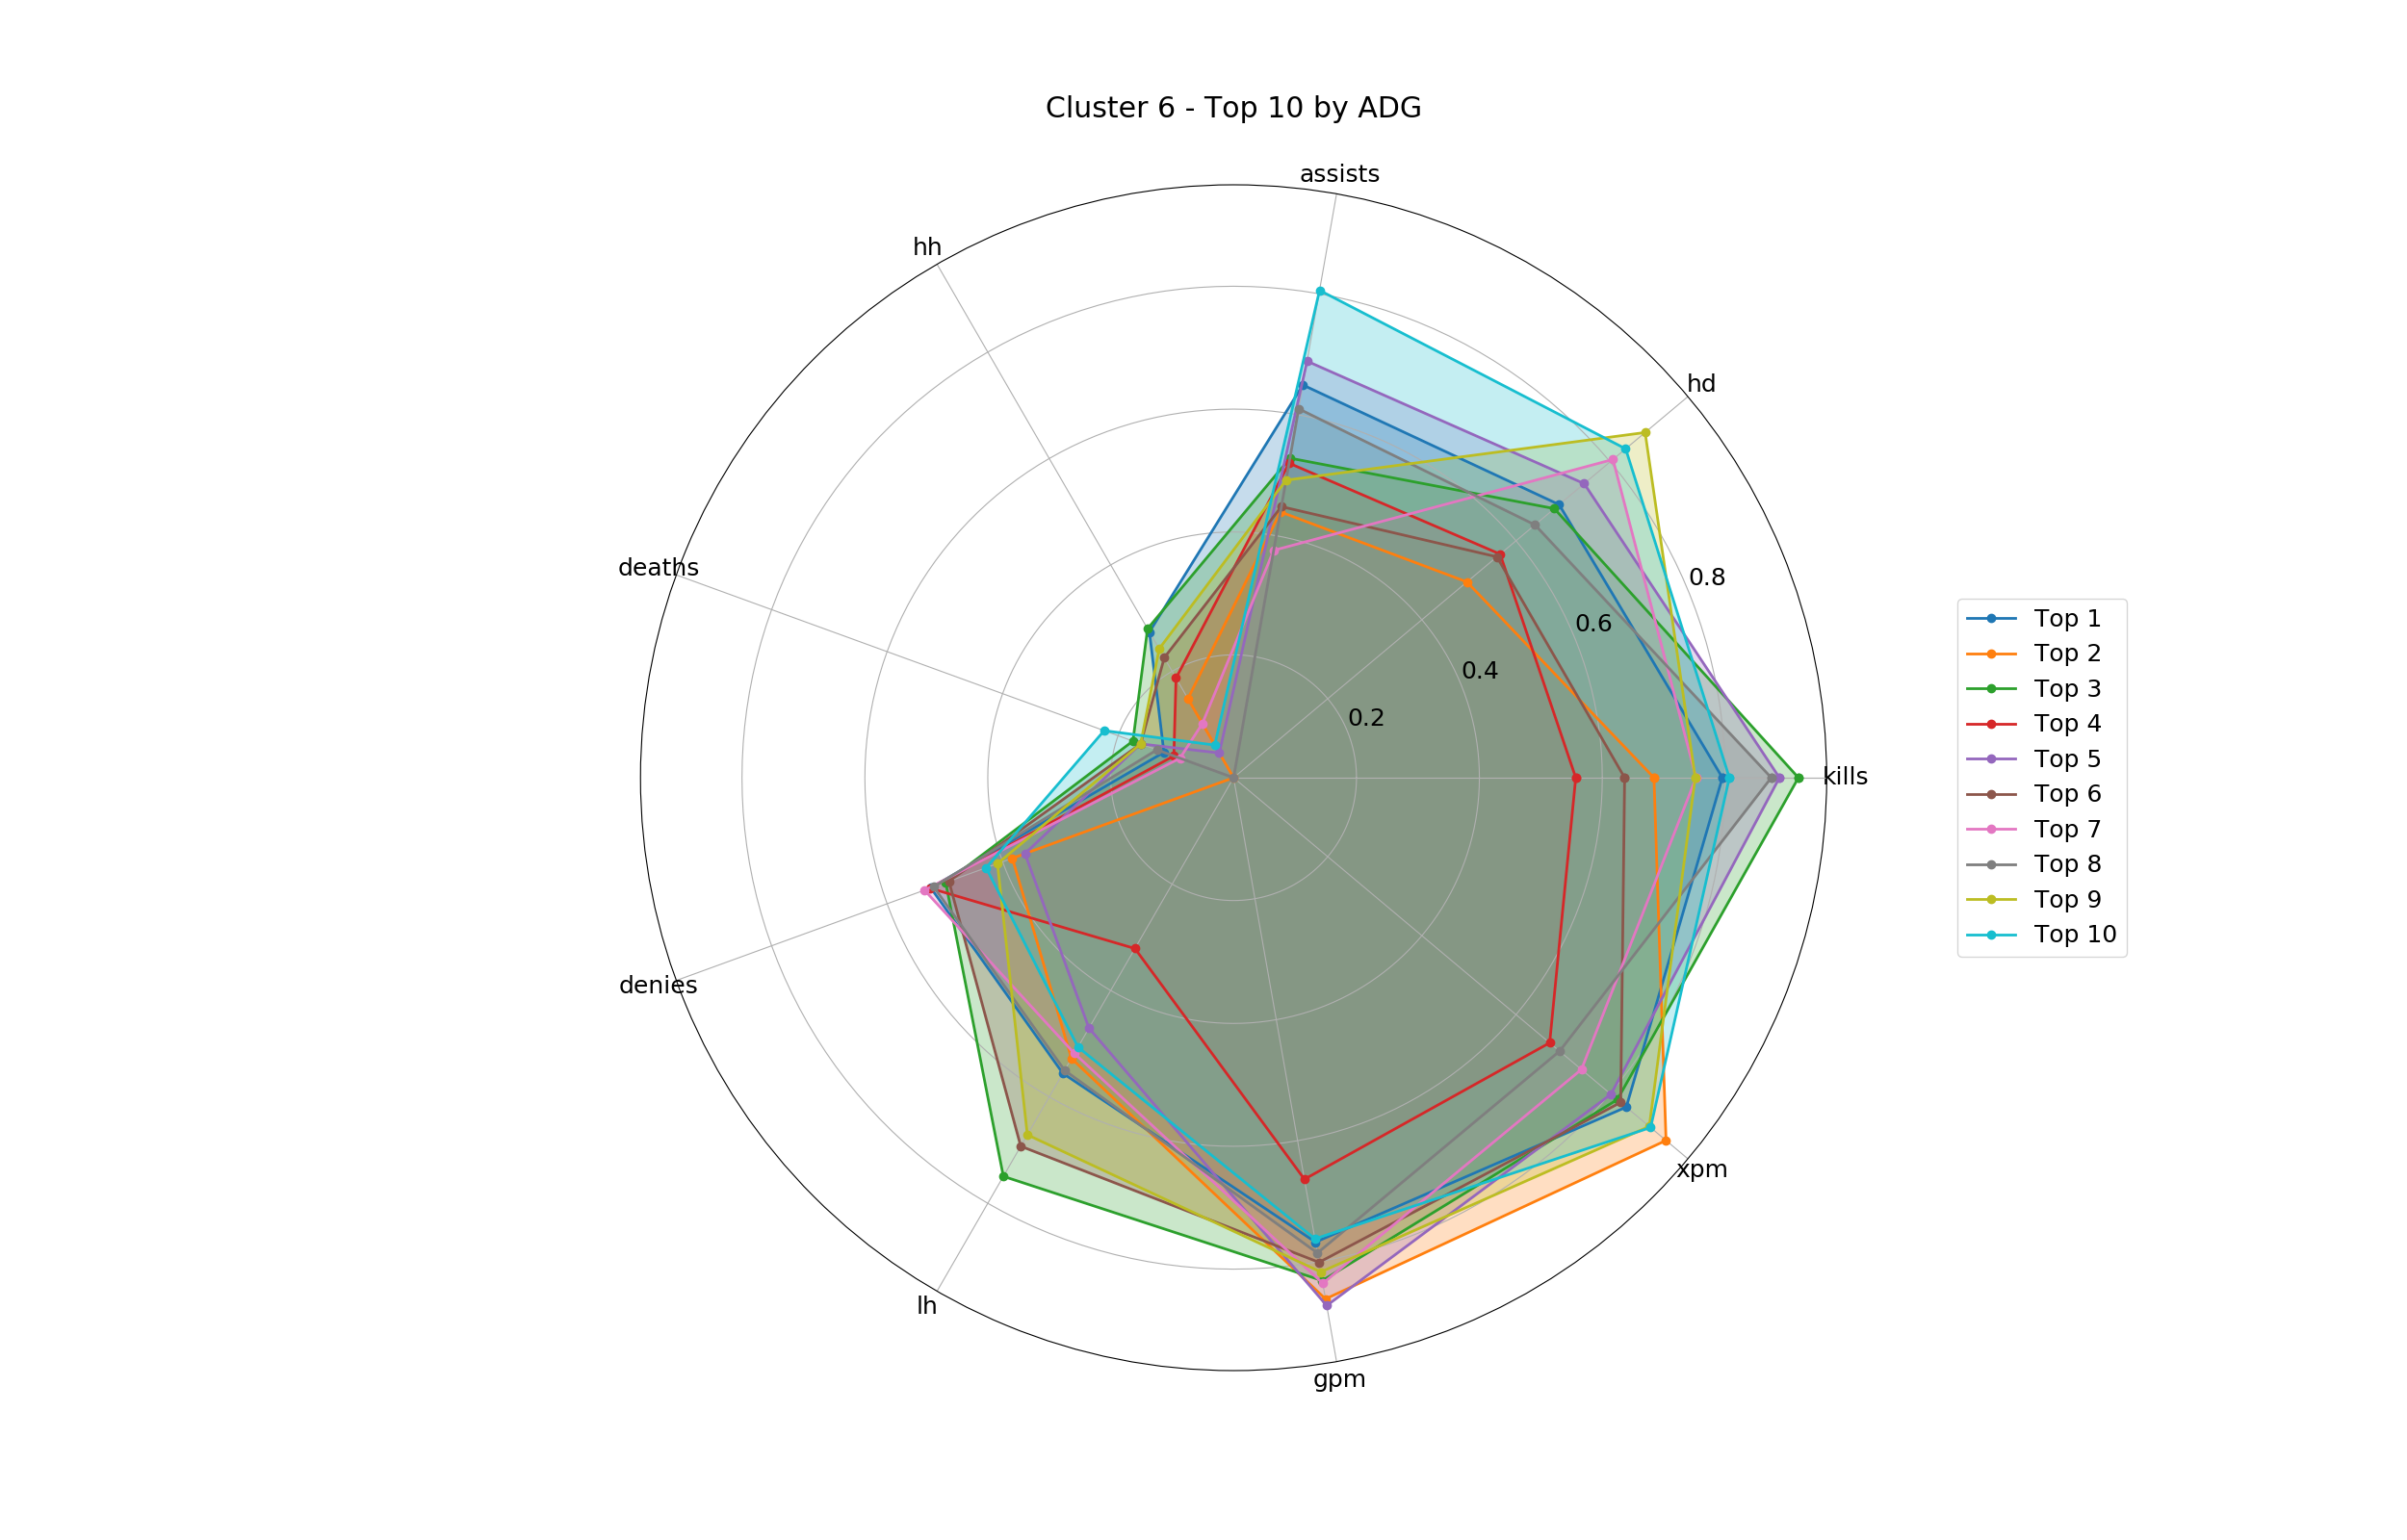 Cluster 6 - Top 10 by ADG
assists
hh
hd
deaths
0.8
0.6
0.4
0.2
kills
denies
xpm
lh
gpm
Top 1
Top 2
Top 3
Top 4
Top 5
Top 6
Top 7
Top 8
Top 9
Top 10